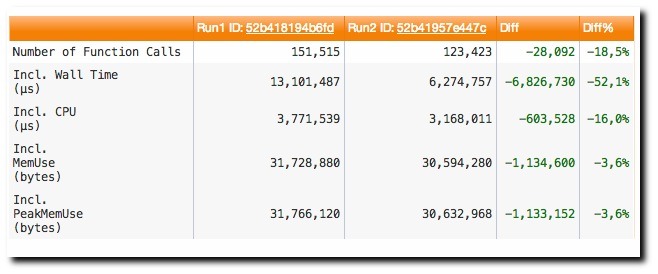 Run1 ID: 52b418194b6fd Run2 ID: 52b41957e447c Diff Diff%
Number of Function Calls 151,515 123,423 -28,092 -18,5%
Incl. Wall Time
(µs) 13,101,487 6,274,757 -6,826,730 -52,1%
Incl. CPU
(µs) 3,771,539 3,168,011 -603,528 -16,0%
Incl.
MemUse
(bytes) 31,728,880 30,594,280 -1,134,600 -3,6%
Incl.
PeakMemUse
(bytes) 31,766,120 30,632,968 -1,133,152 -3,6%